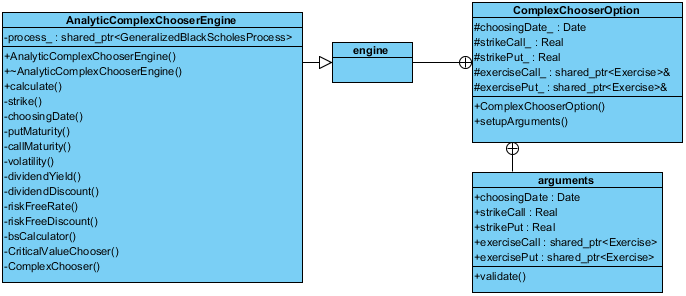 AnalyticComplexChooserEngine
-process_ : shared_ptr<GeneralizedBlackScholesProcess>
+AnalyticComplexChooserEngine()
+~AnalyticComplexChooserEngine()
+calculate()
-strike()
-choosingDate()
-putMaturity()
-callMaturity()
-volatility()
-dividendYield()
-dividendDiscount()
-riskFreeRate()
-riskFreeDiscount()
-bsCalculator()
-CriticalValueChooser()
-ComplexChooser()
engine
ComplexChooserOption
#choosingDate_ : Date
#strikeCall_ : Real
#strikePut_ : Real
#exerciseCall_ : shared_ptr<Exercise>&
#exercisePut_ : shared_ptr<Exercise>&
+ComplexChooserOption()
+setupArguments()
arguments
+choosingDate : Date
+strikeCall : Real
+strikePut : Real
+exerciseCall : shared_ptr<Exercise>
+exercisePut : shared_ptr<Exercise>
+validate()